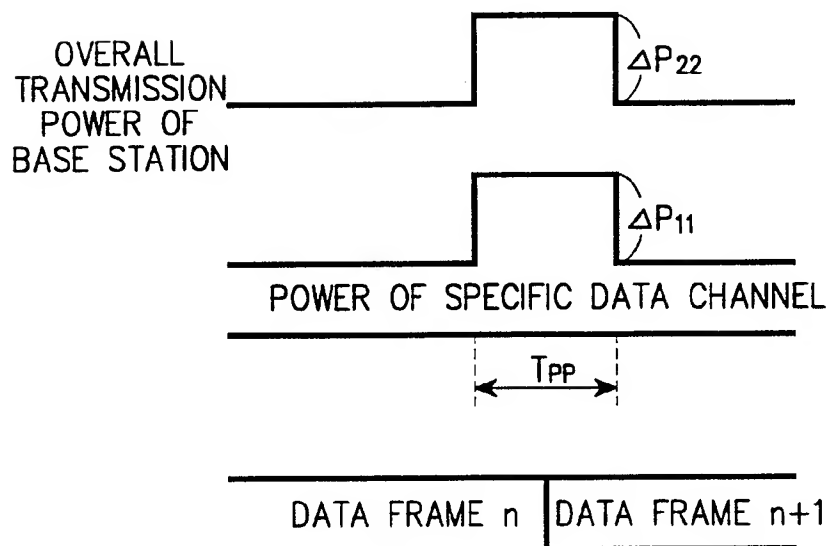 OVERALL
TRANSMISSION
POWER OF
BASE STATION
ΔP22
ΔP11
POWER OF SPECIFIC DATA CHANNEL
TPP
DATA FRAME n
DATA FRAME n+1